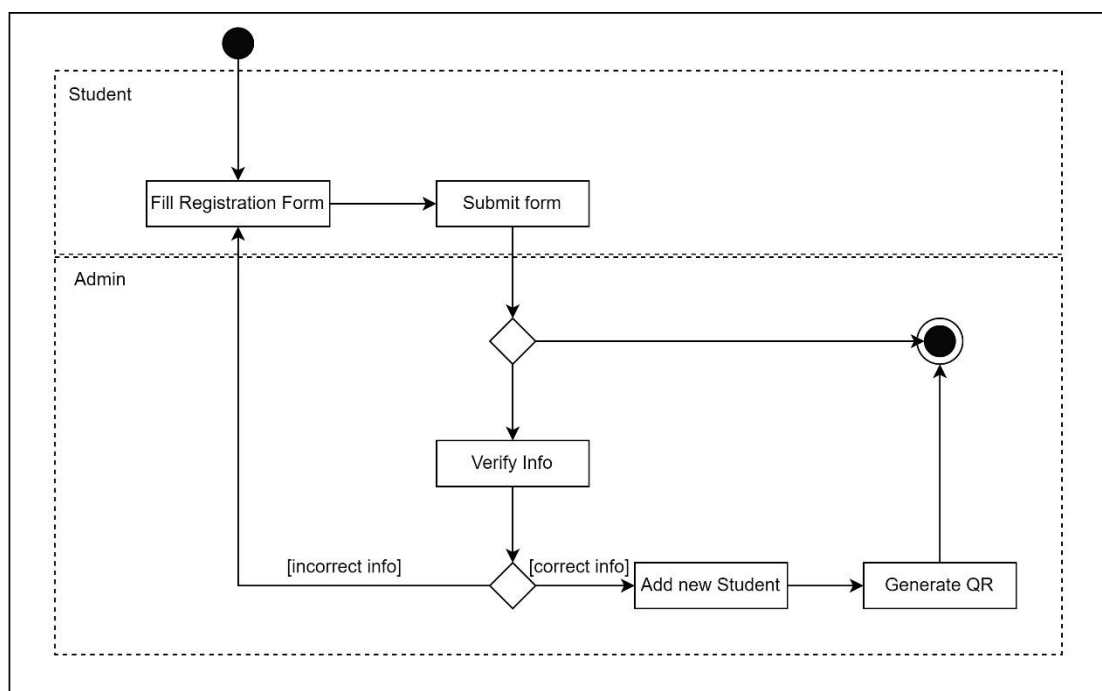 Student
Fill Registration Form
Submit form
Admin
Verify Info
[incorrect info]
[correct info]
Add new Student
Generate QR